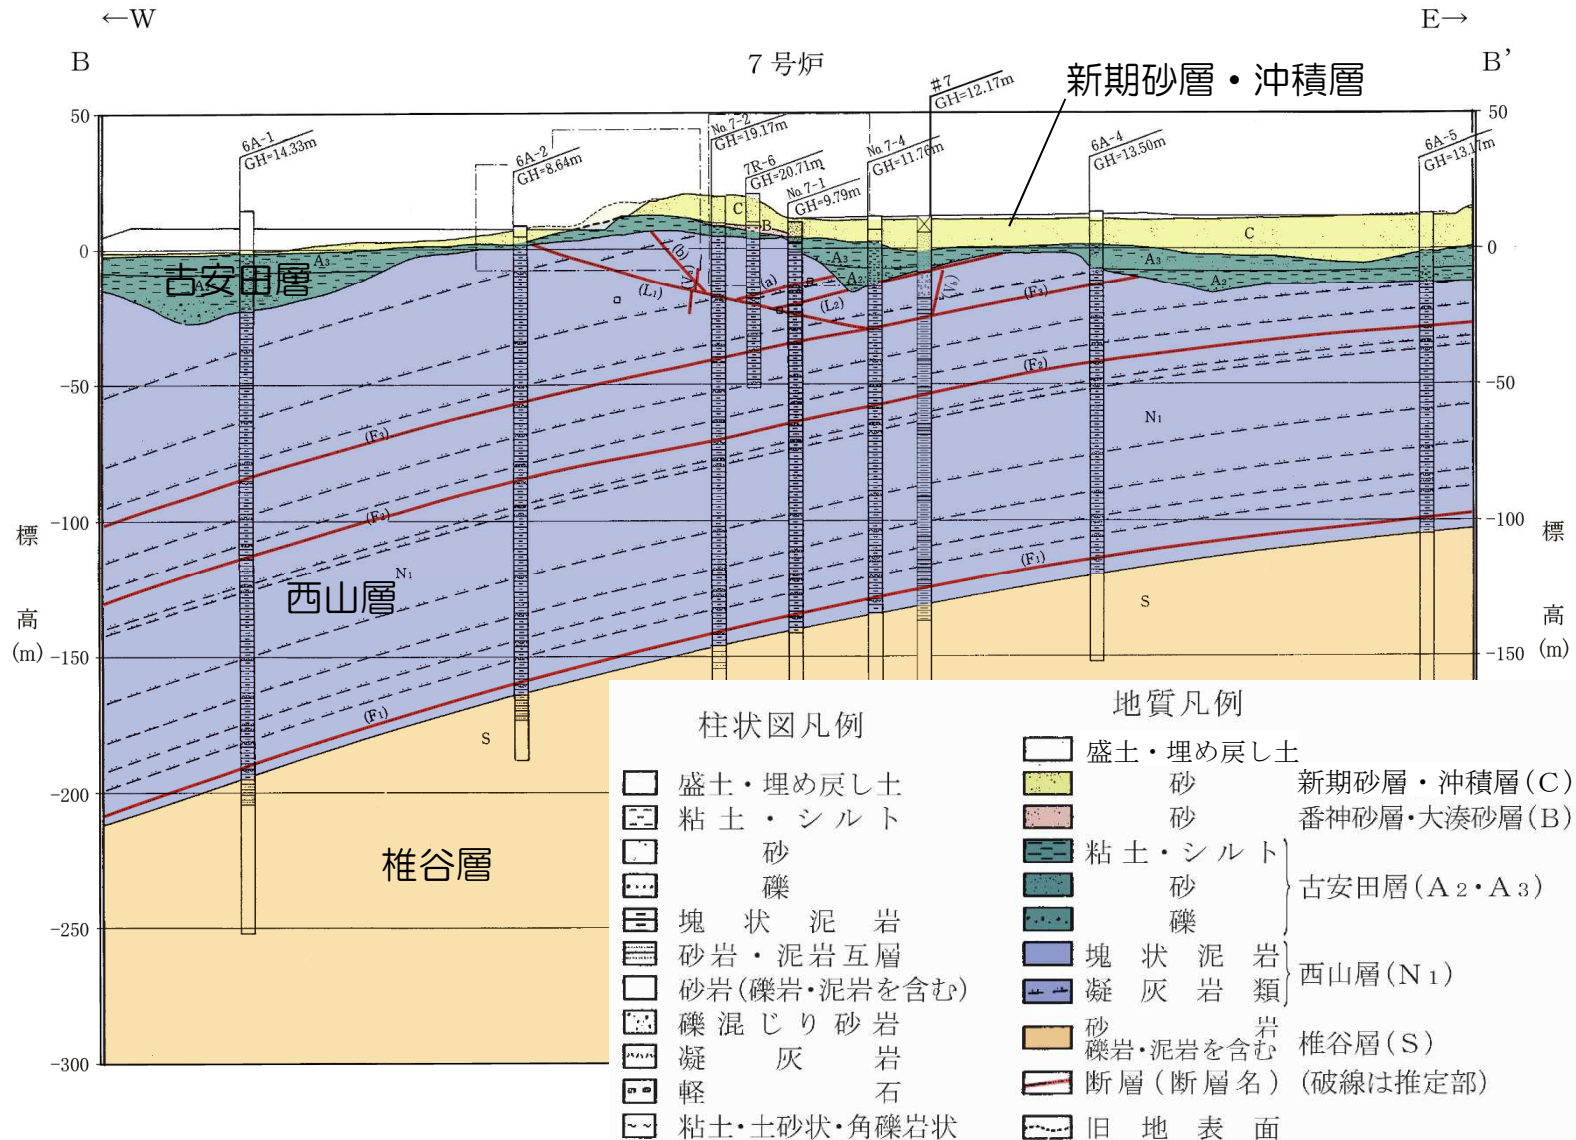 ←W
E→
B
B’
7号炉
新期砂層・沖積層
6A-1
GH=14.33m
6A-2
GH=8.64m
No.7-2
GH=19.17m
7R-6
GH=20.71m
No.7-1
GH=9.79m
No.7-4
GH=11.76m
#7
GH=12.17m
6A-4
GH=13.50m
6A-5
GH=13.17m
50
0
-50
-100
-150
-200
-250
-300
標
高
(m)
50
0
-50
-100
-150
標
高
(m)
C
B
C
A3
A3
A2
A3
A2
古安田層
(b)
(a)
(L1)
(L2)
(F3)
(F2)
(F3)
(F2)
(F1)
(F1)
N1
N1
西山層
S
S
椎谷層
柱状図凡例
盛土・埋め戻し土
粘土・シルト
砂
礫
塊状泥岩
砂岩・泥岩互層
砂岩(礫岩・泥岩を含む)
礫混じり砂岩
凝灰岩
軽石
粘土・土砂状・角礫岩状
地質凡例
盛土・埋め戻し土
砂 新期砂層・沖積層(C)
砂 番神砂層・大湊砂層(B)
粘土・シルト
砂 古安田層(A2・A3)
礫
塊状泥岩
西山層(N1)
凝灰岩類
砂岩
礫岩・泥岩を含む 椎谷層(S)
断層(断層名) (破線は推定部)
旧地表面